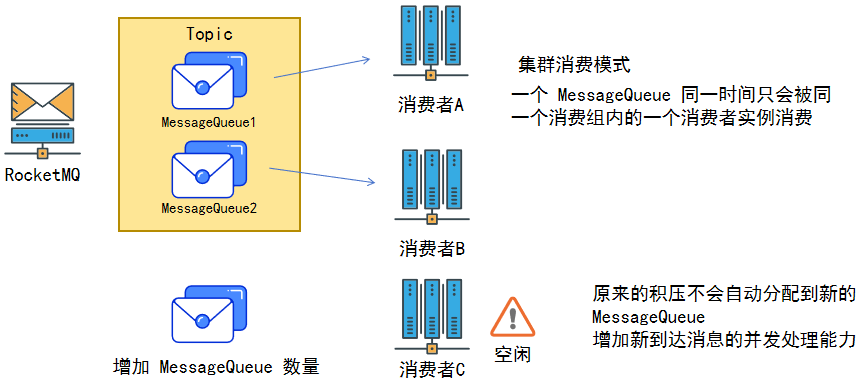 Topic
MessageQueue1
MessageQueue2
RocketMQ
消费者A
消费者B
集群消费模式
一个 MessageQueue 同一时间只会被同
一个消费组内的一个消费者实例消费
增加 MessageQueue 数量
消费者C
空闲
原来的积压不会自动分配到新的
MessageQueue
增加新到达消息的并发处理能力